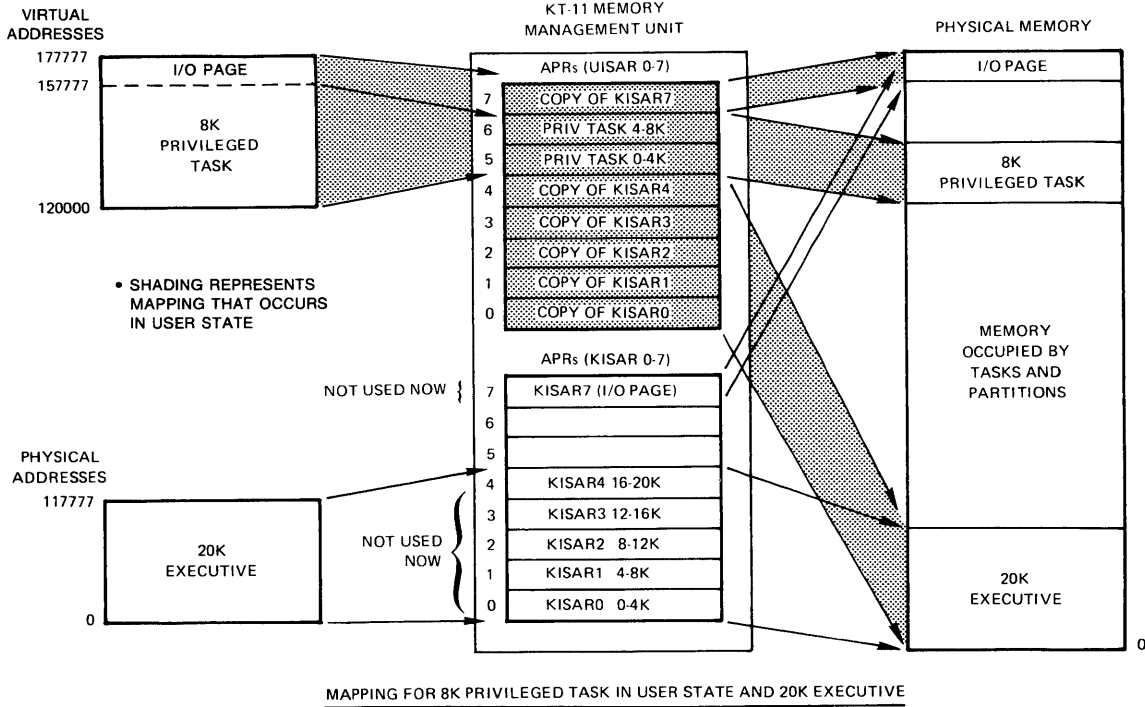 VIRTUAL
ADDRESSES
177777
157777
120000
I/O PAGE
8K
PRIVILEGED
TASK
• SHADING REPRESENTS
MAPPING THAT OCCURS
IN USER STATE
PHYSICAL
ADDRESSES
117777
0
20K
EXECUTIVE
KT-11 MEMORY
MANAGEMENT UNIT
APRs (UISAR 0-7)
7 COPY OF KISAR7
6 PRIV TASK 4-8K
5 PRIV TASK 0-4K
4 COPY OF KISAR4
3 COPY OF KISAR3
2 COPY OF KISAR2
1 COPY OF KISAR1
0 COPY OF KISAR0
APRs (KISAR 0-7)
NOT USED NOW { 7 KISAR7 (I/O PAGE)
6
5
4 KISAR4 16-20K
3 KISAR3 12-16K
2 KISAR2 8-12K
1 KISAR1 4-8K
0 KISAR0 0-4K
NOT USED
NOW
PHYSICAL MEMORY
I/O PAGE
8K
PRIVILEGED TASK
MEMORY
OCCUPIED BY
TASKS AND
PARTITIONS
20K
EXECUTIVE
0
MAPPING FOR 8K PRIVILEGED TASK IN USER STATE AND 20K EXECUTIVE